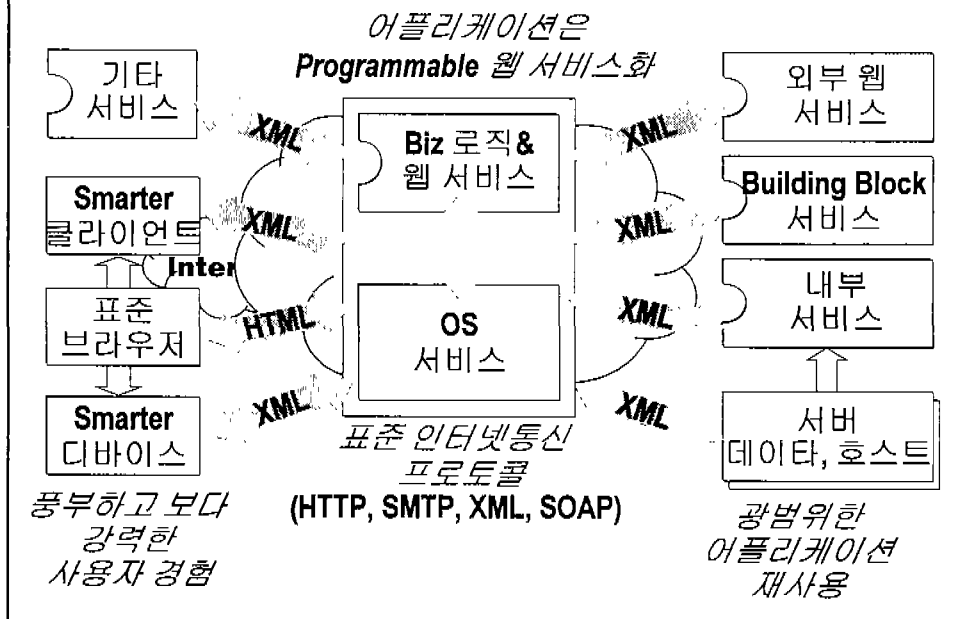 어플리케이션은
Programmable 웹 서비스화
기타
서비스
XML
Smarter
클라이언트
XML
Inter
표준
브라우저
HTML
Smarter
디바이스
XML
풍부하고 보다
강력한
사용자 경험
Biz 로직&
웹 서비스
OS
서비스
표준 인터넷통신
프로토콜
(HTTP, SMTP, XML, SOAP)
XML
외부 웹
서비스
XML
Building Block
서비스
XML
내부
서비스
XML
서버
데이타, 호스트
광범위한
어플리케이션
재사용